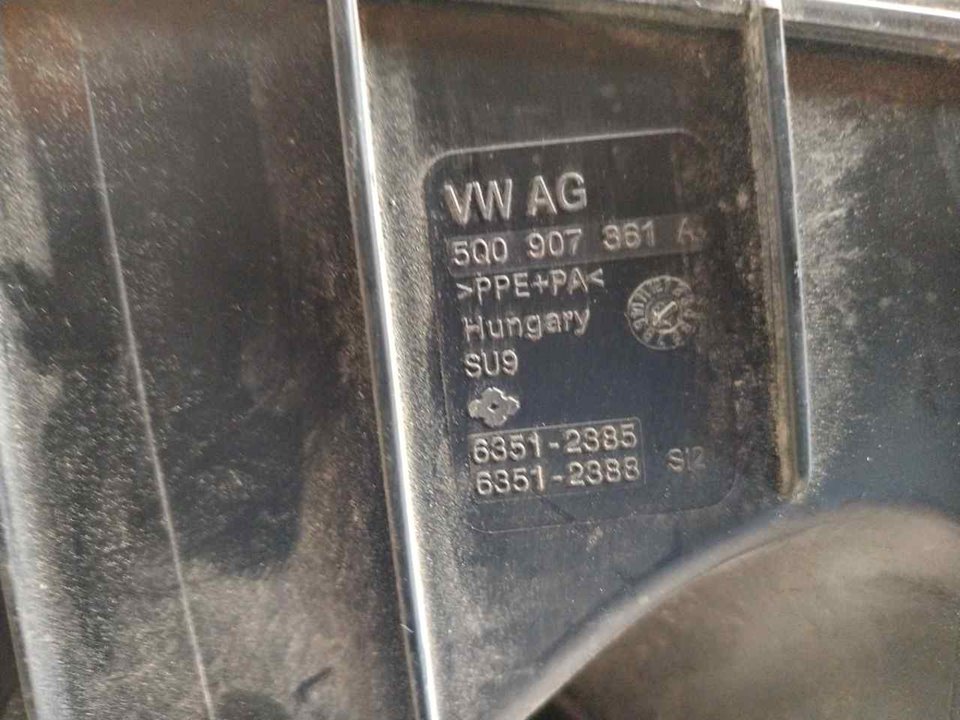 VW AG
5Q0 907 361 A
>PPE+PA<
Hungary
SU9
6351-2385
6351-2388 SI2